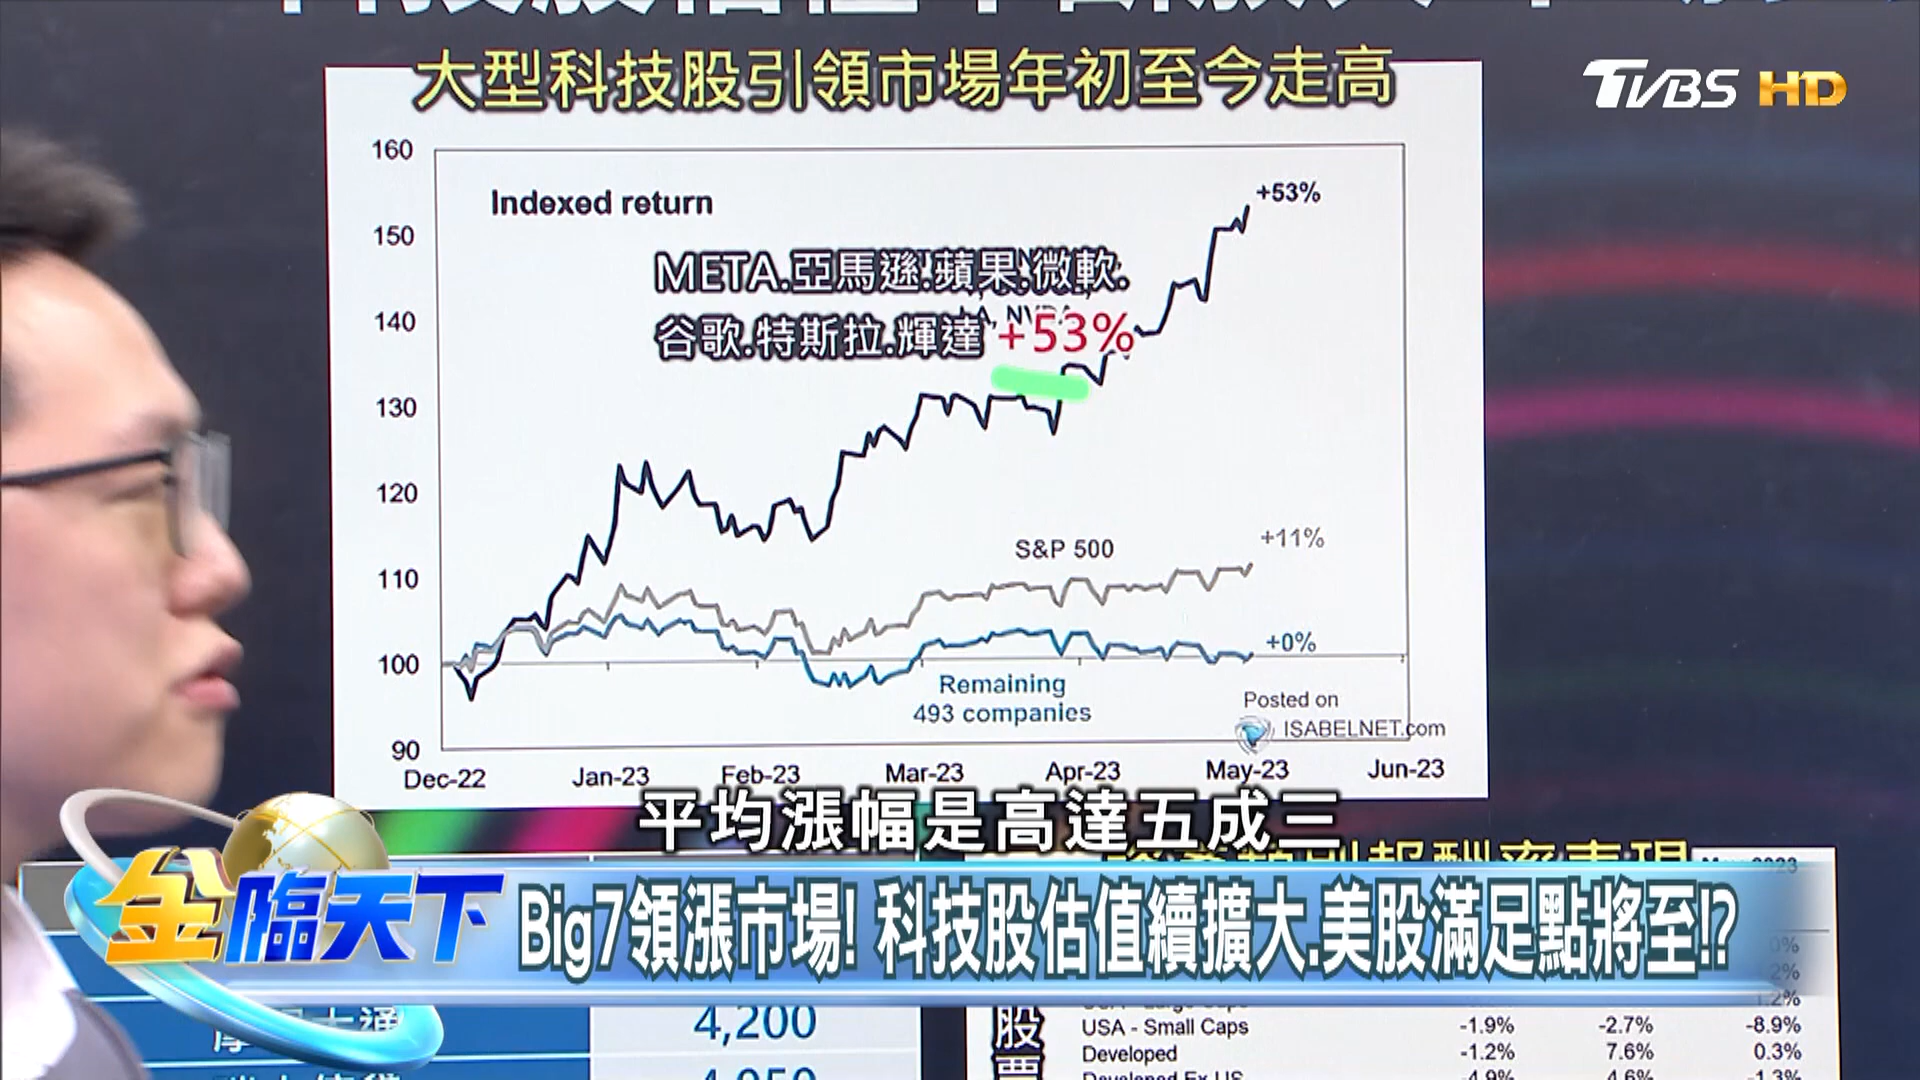 大型科技股引領市場年初至今走高
TVBS HD
160
150
140
130
120
110
100
90
Indexed return
+53%
META.亞馬遜.蘋果.微軟.
谷歌.特斯拉.輝達 +53%
S&P 500
+11%
+0%
Remaining
493 companies
Posted on
ISABELNET.com
Dec-22 Jan-23 Feb-23 Mar-23 Apr-23 May-23 Jun-23
平均漲幅是高達五成三
金臨天下
Big7領漲市場! 科技股估值續擴大.美股滿足點將至!?
4,200
股票
USA - Small Caps -1.9% -2.7% -8.9%
Developed -1.2% 7.6% 0.3%